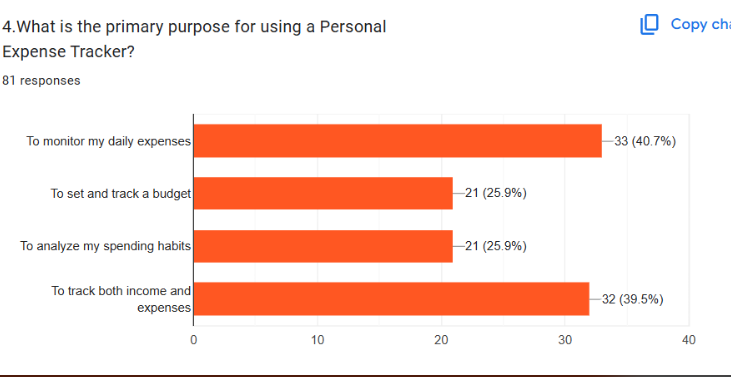 4.What is the primary purpose for using a Personal
Expense Tracker?
Copy cha
81 responses
To monitor my daily expenses
33 (40.7%)
To set and track a budget
21 (25.9%)
To analyze my spending habits
21 (25.9%)
To track both income and
expenses
32 (39.5%)
0
10
20
30
40